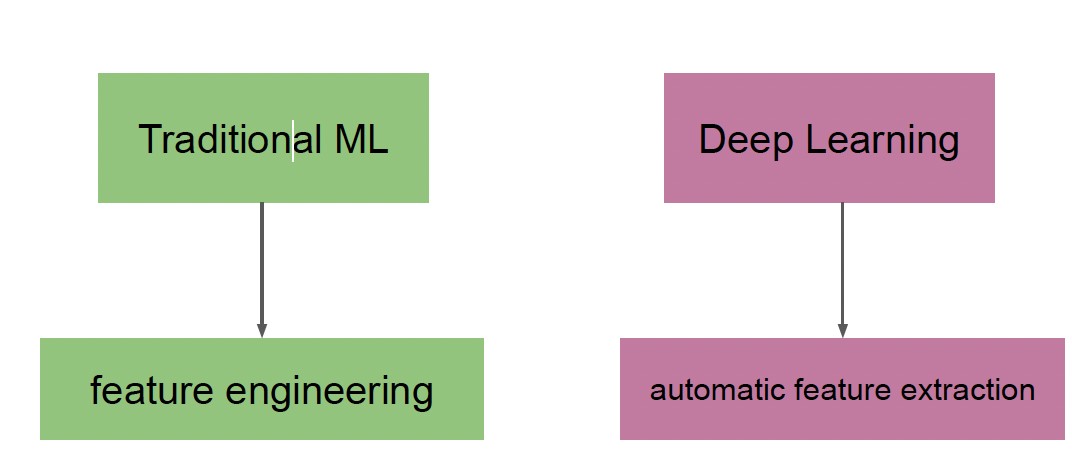 Traditional ML
Deep Learning
feature engineering
automatic feature extraction